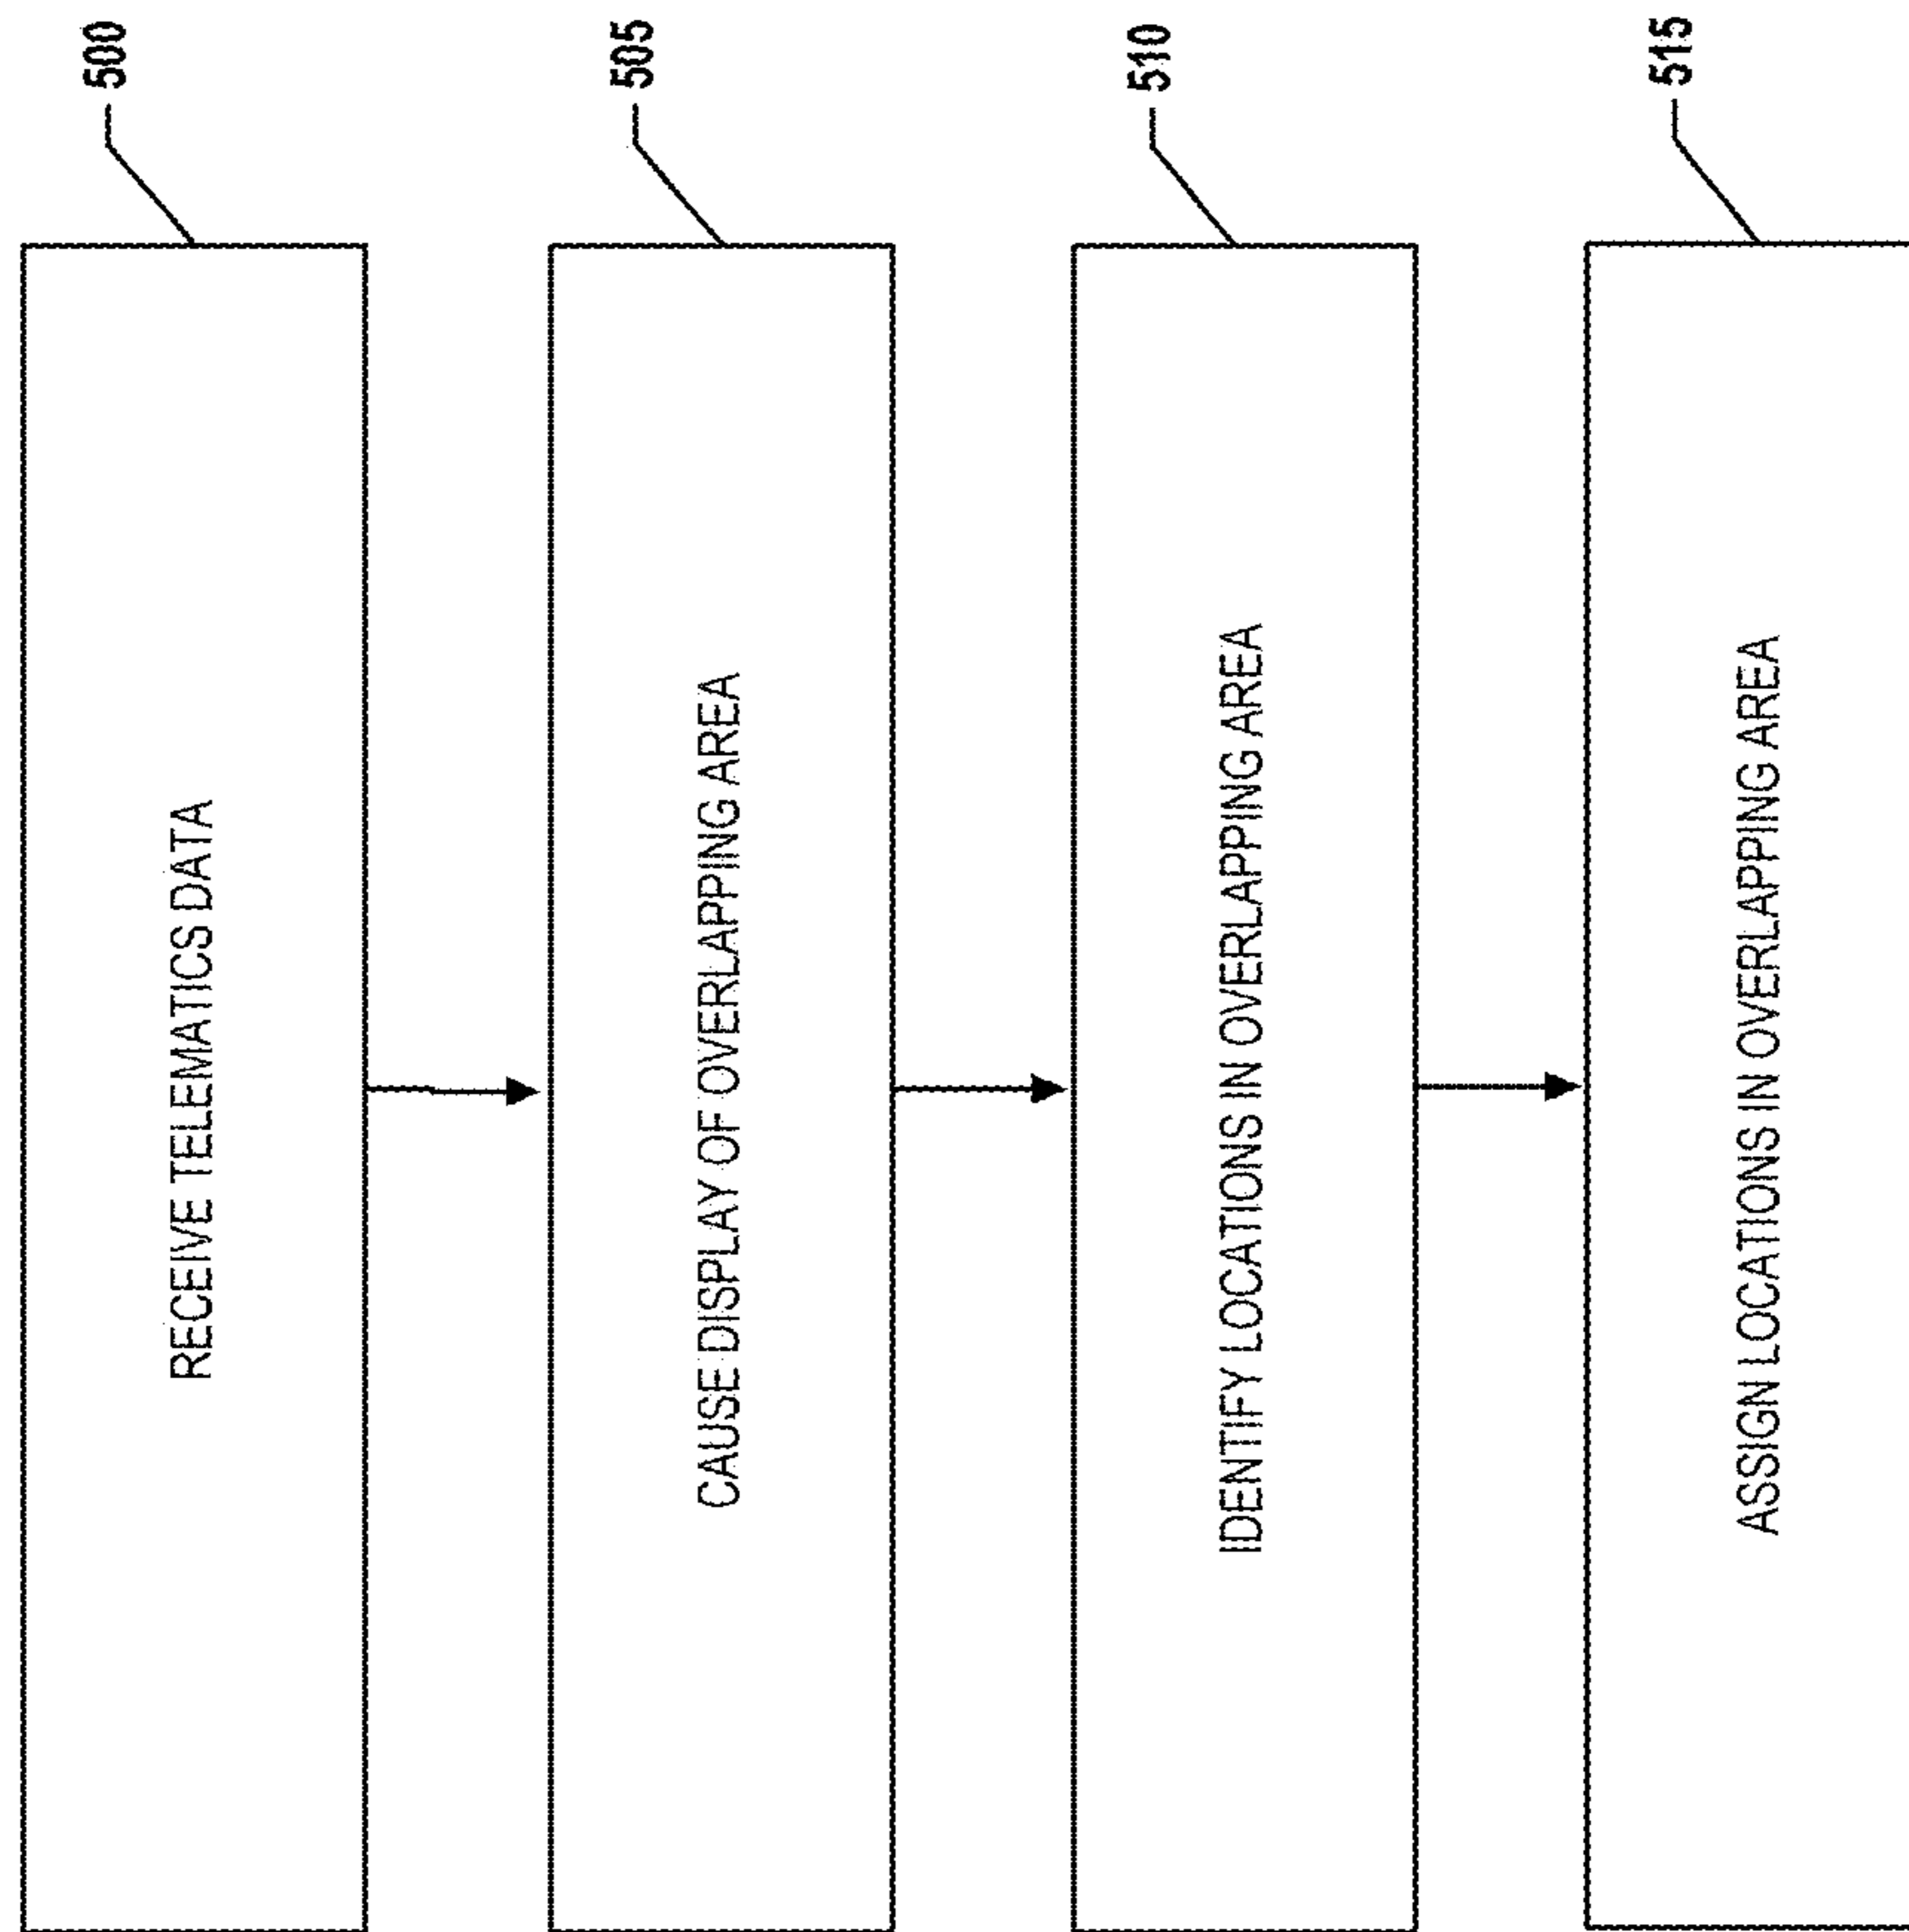 500
RECEIVE TELEMATICS DATA
505
CAUSE DISPLAY OF OVERLAPPING AREA
510
IDENTIFY LOCATIONS IN OVERLAPPING AREA
515
ASSIGN LOCATIONS IN OVERLAPPING AREA